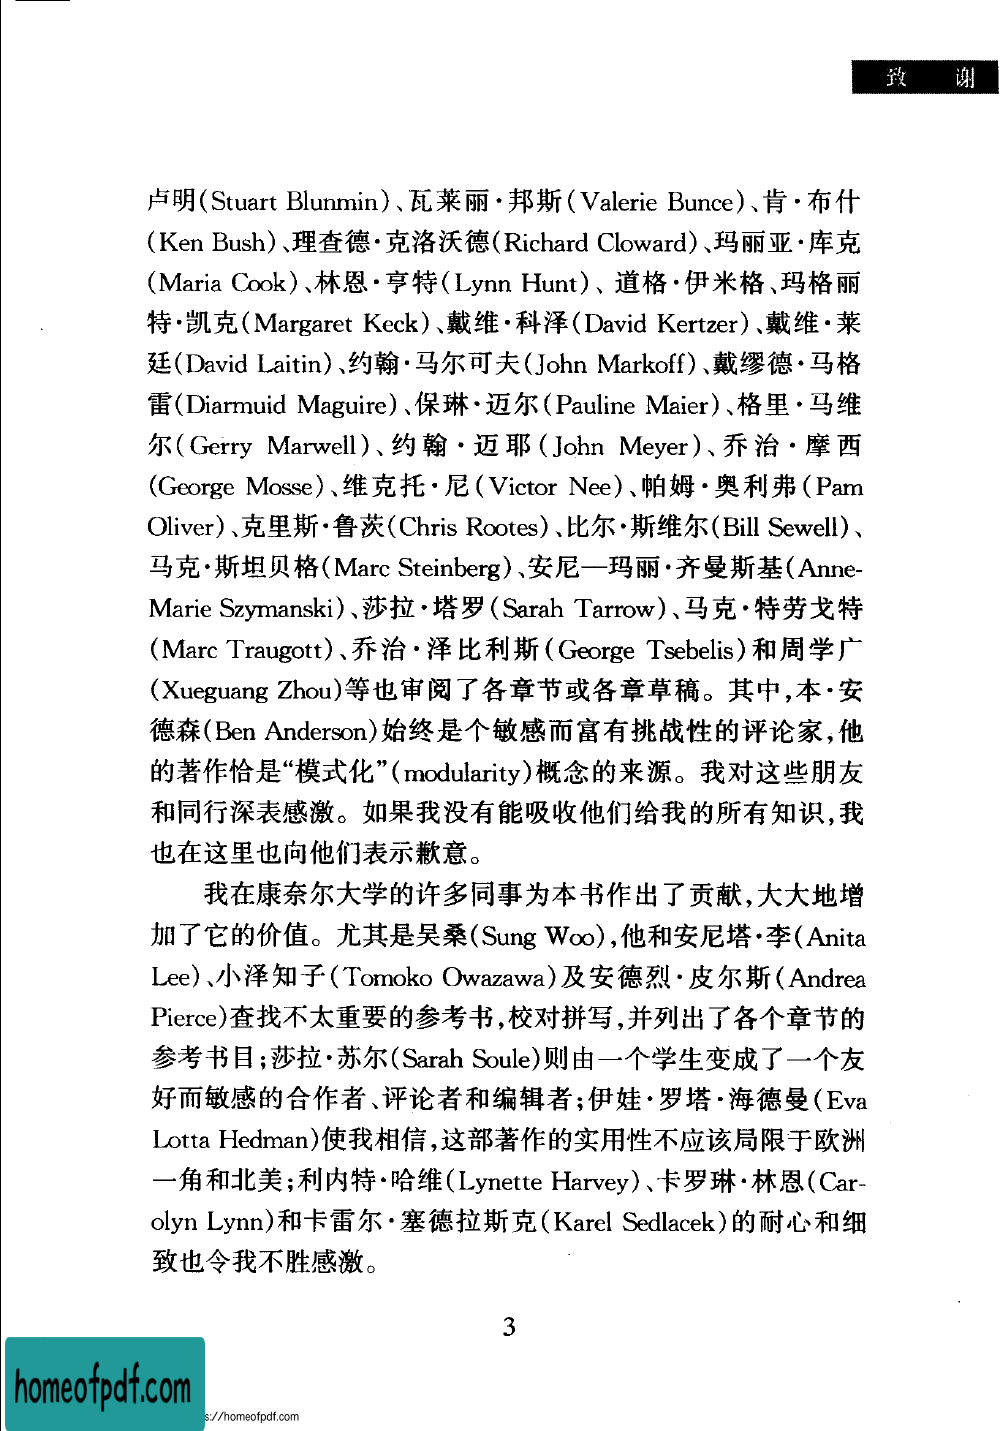 致 谢
卢明(Stuart Blunmin)、瓦莱丽·邦斯(Valerie Bunce)、肯·布什
(Ken Bush)、理查德·克洛沃德(Richard Cloward)、玛丽亚·库克
(Maria Cook)、林恩·亨特(Lynn Hunt)、道格·伊米格、玛格丽
特·凯克(Margaret Keck)、戴维·科泽(David Kertzer)、戴维·莱
廷(David Laitin)、约翰·马尔可夫(John Markoff)、戴缪德·马格
雷(Diarmuid Maguire)、保琳·迈尔(Pauline Maier)、格里·马维
尔(Gerry Marwell)、约翰·迈耶(John Meyer)、乔治·摩西
(George Mosse)、维克托·尼(Victor Nee)、帕姆·奥利弗(Pam
Oliver)、克里斯·鲁茨(Chris Rootes)、比尔·斯维尔(Bill Sewell)、
马克·斯坦贝格(Marc Steinberg)、安尼—玛丽·齐曼斯基(Anne-
Marie Szymanski)、莎拉·塔罗(Sarah Tarrow)、马克·特劳戈特
(Marc Traugott)、乔治·泽比利斯(George Tsebelis)和周学广
(Xueguang Zhou)等也审阅了各章节或各章草稿。其中,本·安
德森(Ben Anderson)始终是个敏感而富有挑战性的评论家,他
的著作恰是“模式化”(modularity)概念的来源。我对这些朋友
和同行深表感激。如果我没有能吸收他们给我的所有知识,我
也在这里也向他们表示歉意。
我在康奈尔大学的许多同事为本书作出了贡献,大大地增
加了它的价值。尤其是吴桑(Sung Woo),他和安尼塔·李(Anita
Lee)、小泽知子(Tomoko Owazawa)及安德烈·皮尔斯(Andrea
Pierce)查找不太重要的参考书,校对拼写,并列出了各个章节的
参考书目;莎拉·苏尔(Sarah Soule)则由一个学生变成了一个友
好而敏感的合作者、评论者和编辑者;伊娃·罗塔·海德曼(Eva
Lotta Hedman)使我相信,这部著作的实用性不应该局限于欧洲
一角和北美;利内特·哈维(Lynette Harvey)、卡罗琳·林恩(Car-
olyn Lynn)和卡雷尔·塞德拉斯克(Karel Sedlacek)的耐心和细
致也令我不胜感激。
3
homeofpdf.com
s://homeofpdf.com